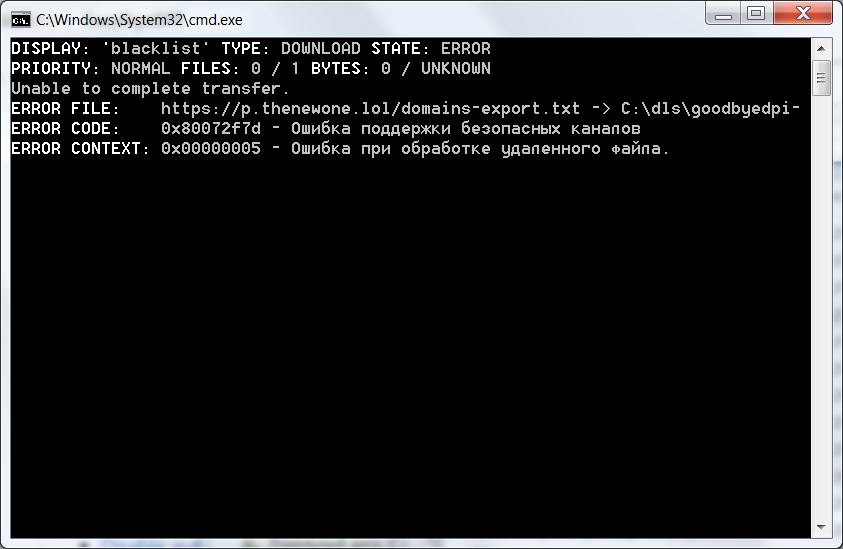 C:\Windows\System32\cmd.exe
DISPLAY: 'blacklist' TYPE: DOWNLOAD STATE: ERROR
PRIORITY: NORMAL FILES: 0 / 1 BYTES: 0 / UNKNOWN
Unable to complete transfer.
ERROR FILE:    https://p.thenewone.lol/domains-export.txt -> C:\dls\goodbyedpi-
ERROR CODE:    0x80072f7d - Ошибка поддержки безопасных каналов
ERROR CONTEXT: 0x00000005 - Ошибка при обработке удаленного файла.